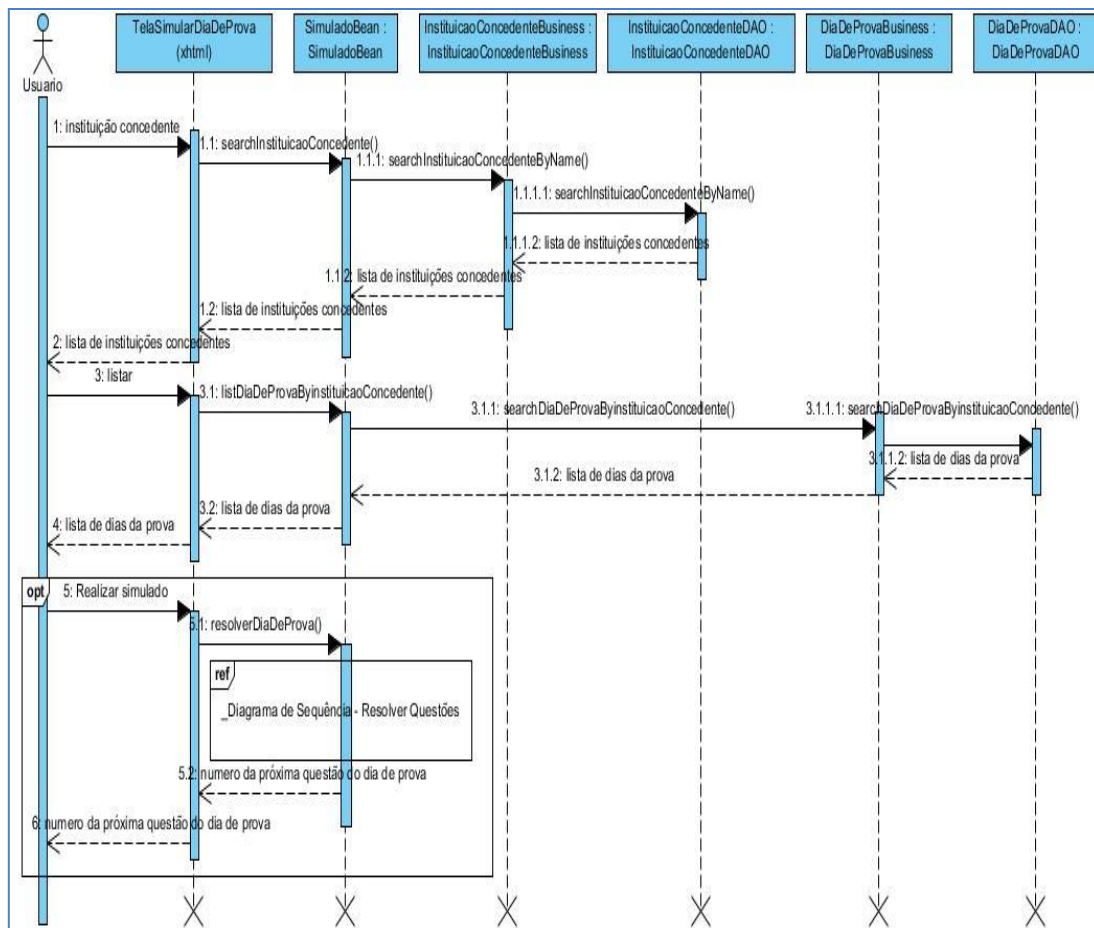 Usuario
TelaSimularDiaDeProva
(xhtml)
SimuladoBean :
SimuladoBean
InstituicaoConcedenteBusiness :
InstituicaoConcedenteBusiness
InstituicaoConcedenteDAO :
InstituicaoConcedenteDAO
DiaDeProvaBusiness :
DiaDeProvaBusiness
DiaDeProvaDAO :
DiaDeProvaDAO
1: instituição concedente
1.1: searchInstituicaoConcedente()
1.1.1: searchInstituicaoConcedenteByName()
1.1.1.1: searchInstituicaoConcedenteByName()
1.1.1.2: lista de instituições concedentes
1.1.2: lista de instituições concedentes
1.2: lista de instituições concedentes
2: lista de instituições concedentes
3: listar
3.1: listDiaDeProvaByinstituicaoConcedente()
3.1.1: searchDiaDeProvaByinstituicaoConcedente()
3.1.1.1: searchDiaDeProvaByinstituicaoConcedente()
3.1.1.2: lista de dias da prova
3.1.2: lista de dias da prova
3.2: lista de dias da prova
4: lista de dias da prova
opt
5: Realizar simulado
5.1: resolverDiaDeProva()
ref
_Diagrama de Sequência - Resolver Questões
5.2: numero da próxima questão do dia de prova
6: numero da próxima questão do dia de prova